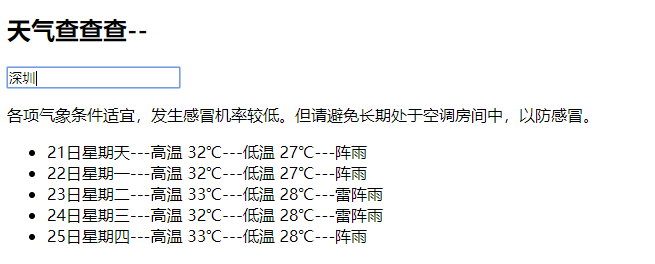 天气查查查--
深圳
各项气象条件适宜，发生感冒机率较低。但请避免长期处于空调房间中，以防感冒。
21日星期天---高温 32℃---低温 27℃---阵雨
22日星期一---高温 32℃---低温 27℃---阵雨
23日星期二---高温 33℃---低温 28℃---雷阵雨
24日星期三---高温 32℃---低温 28℃---雷阵雨
25日星期四---高温 33℃---低温 28℃---阵雨